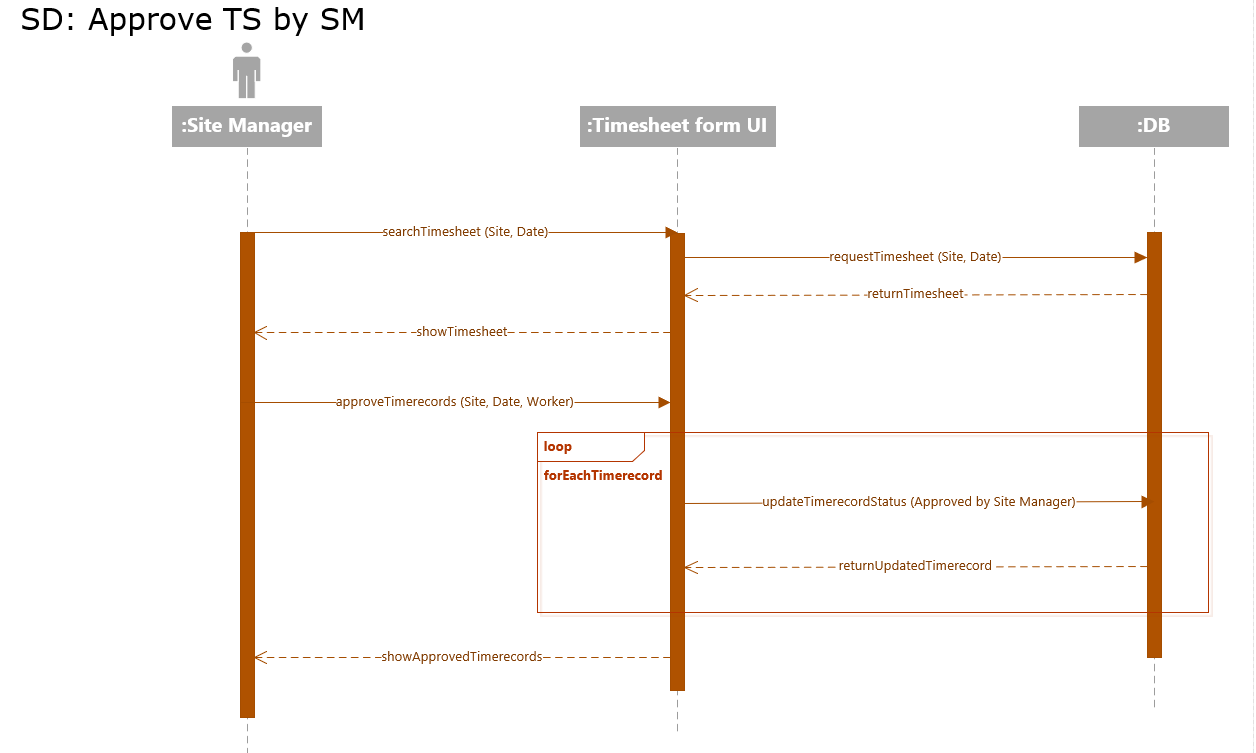 SD: Approve TS by SM
:Site Manager
:Timesheet form UI
:DB
searchTimesheet (Site, Date)
requestTimesheet (Site, Date)
returnTimesheet
showTimesheet
approveTimerecords (Site, Date, Worker)
loop
forEachTimerecord
updateTimerecordStatus (Approved by Site Manager)
returnUpdatedTimerecord
showApprovedTimerecords